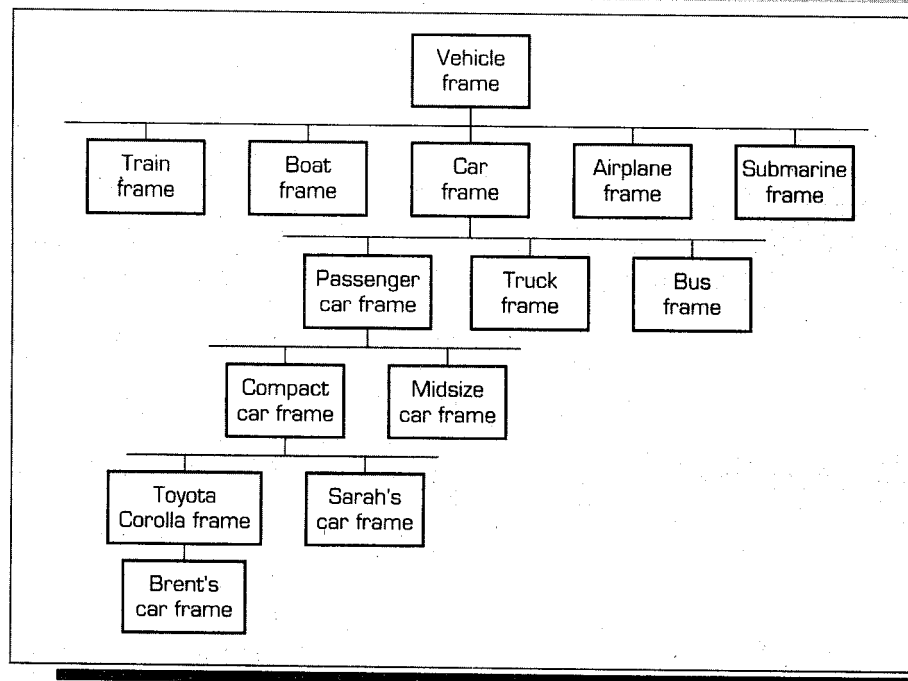 Vehicle
frame
Train
frame
Boat
frame
Car
frame
Airplane
frame
Submarine
frame
Passenger
car frame
Truck
frame
Bus
frame
Compact
car frame
Midsize
car frame
Toyota
Corolla frame
Sarah's
car frame
Brent's
car frame